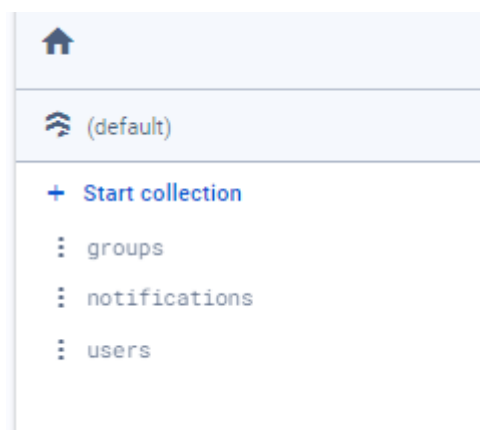 (default)
+ Start collection
groups
notifications
users